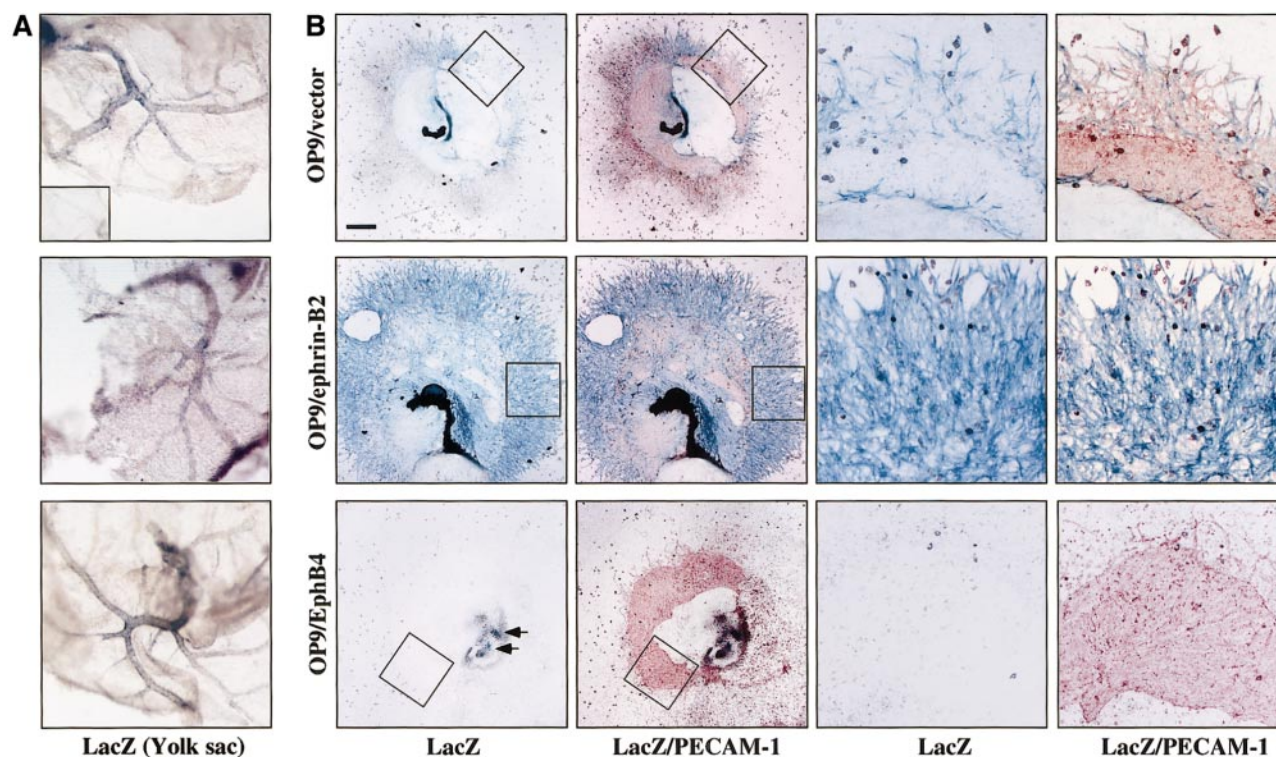 A
B
OP9/vector
OP9/ephrin-B2
OP9/EphB4
LacZ (Yolk sac)
LacZ
LacZ/PECAM-1
LacZ
LacZ/PECAM-1